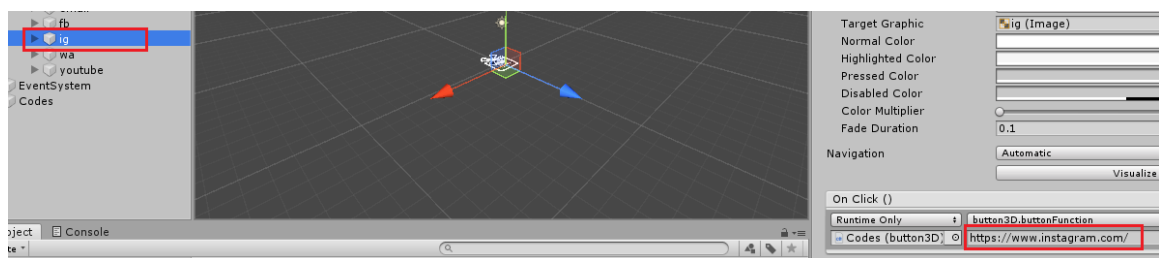 fb
ig
wa
youtube
EventSystem
Codes
Target Graphic
ig (Image)
Normal Color
Highlighted Color
Pressed Color
Disabled Color
Color Multiplier
Fade Duration
0.1
Navigation
Automatic
Visualize
On Click ()
Runtime Only
button3D.buttonFunction
Codes (button3D)
https://www.instagram.com/
oject
Console
te